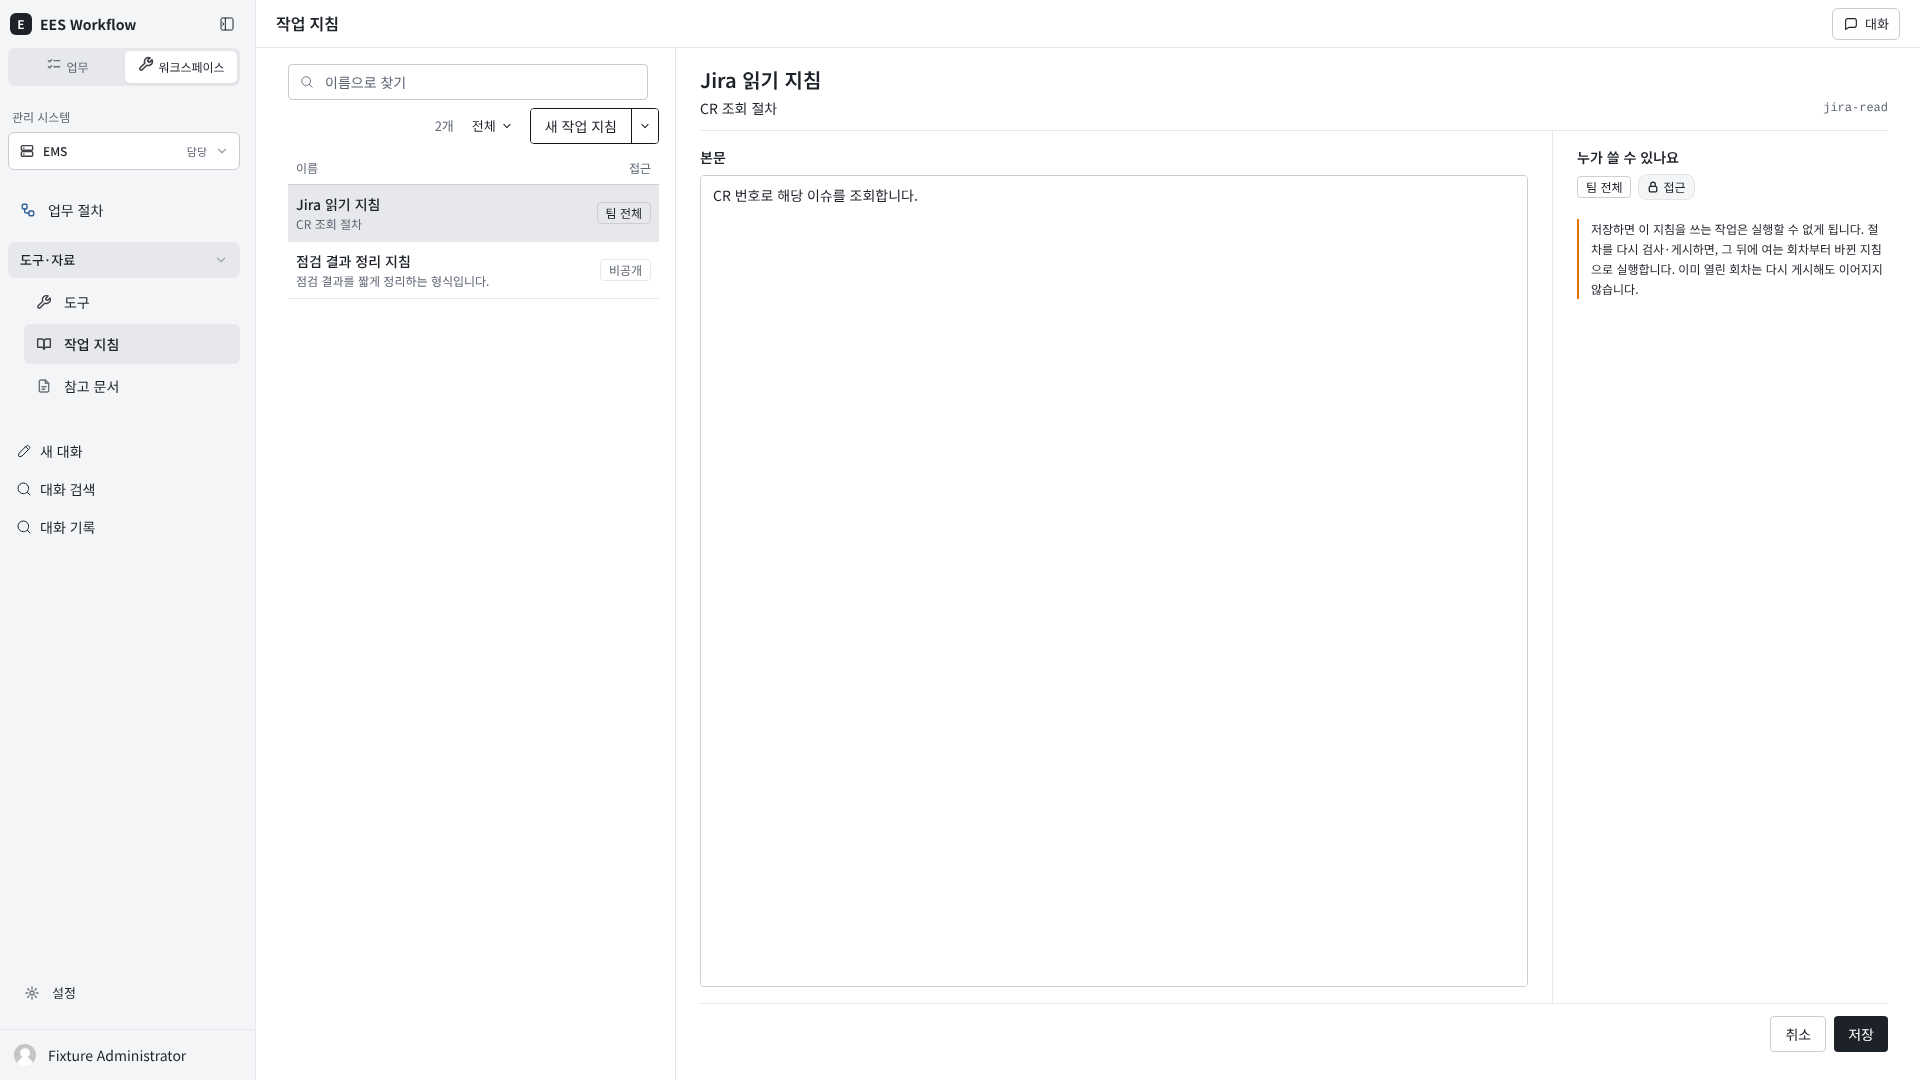 E EES Workflow
업무 워크스페이스
관리 시스템
EMS 담당
업무 절차
도구·자료
도구
작업 지침
참고 문서
새 대화
대화 검색
대화 기록
설정
Fixture Administrator
작업 지침
대화
이름으로 찾기
2개 전체 새 작업 지침
이름 접근
Jira 읽기 지침
CR 조회 절차
팀 전체
점검 결과 정리 지침
점검 결과를 짧게 정리하는 형식입니다.
비공개
Jira 읽기 지침
CR 조회 절차
jira-read
본문
CR 번호로 해당 이슈를 조회합니다.
누가 쓸 수 있나요
팀 전체 접근
저장하면 이 지침을 쓰는 작업은 실행할 수 없게 됩니다. 절
차를 다시 검사·게시하면, 그 뒤에 여는 회차부터 바뀐 지침
으로 실행합니다. 이미 열린 회차는 다시 게시해도 이어지지
않습니다.
취소 저장